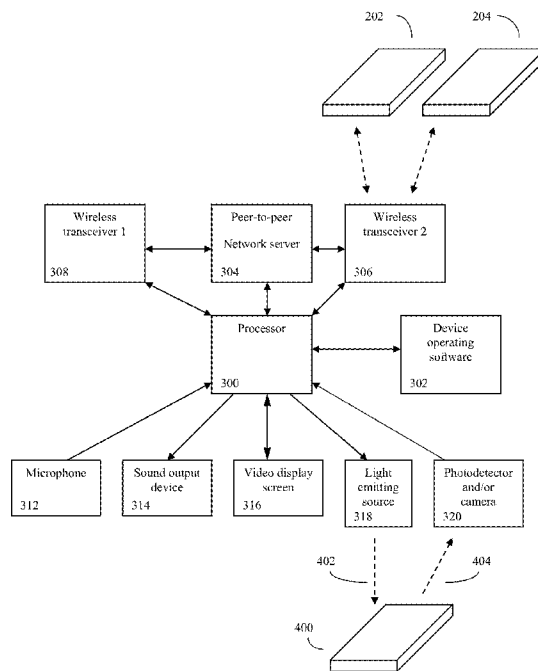 202
204
Wireless
transceiver 1
308
Peer-to-peer
Network server
304
Wireless
transceiver 2
306
Processor
300
Device
operating
software
302
Microphone
312
Sound output
device
314
Video display
screen
316
Light
emitting
source
318
Photodetector
and/or
camera
320
402
404
400